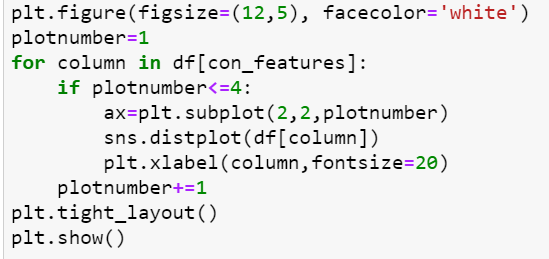 plt.figure(figsize=(12,5), facecolor='white')
plotnumber=1
for column in df[con_features]:
    if plotnumber<=4:
        ax=plt.subplot(2,2,plotnumber)
        sns.distplot(df[column])
        plt.xlabel(column,fontsize=20)
    plotnumber+=1
plt.tight_layout()
plt.show()